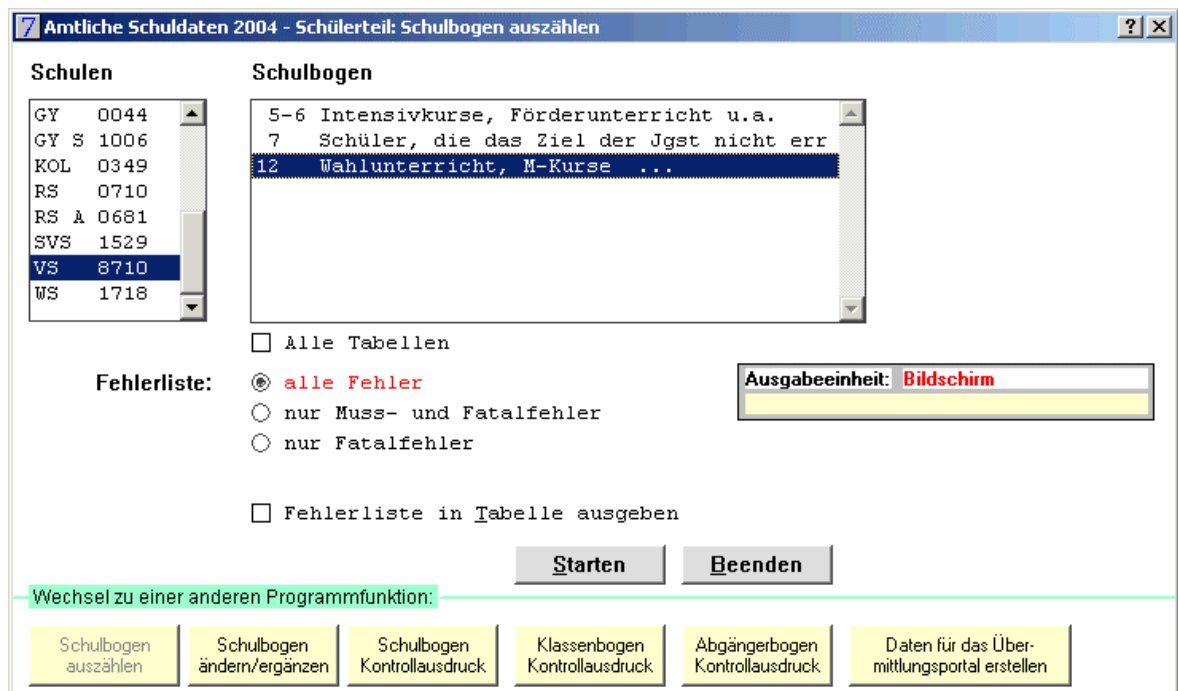 7 Amtliche Schuldaten 2004 - Schülerteil: Schulbogen auszählen ? X
Schulen
Schulbogen
GY 0044
GY S 1006
KOL 0349
RS 0710
RS A 0681
SVS 1529
VS 8710
WS 1718
5-6 Intensivkurse, Förderunterricht u.a.
7 Schüler, die das Ziel der Jgst nicht err
12 Wahlunterricht, M-Kurse ...
Alle Tabellen
Fehlerliste:
alle Fehler
nur Muss- und Fatalfehler
nur Fatalfehler
Ausgabeeinheit: Bildschirm
Fehlerliste in Tabelle ausgeben
Starten
Beenden
Wechsel zu einer anderen Programmfunktion:
Schulbogen
auszählen
Schulbogen
ändern/ergänzen
Schulbogen
Kontrollausdruck
Klassenbogen
Kontrollausdruck
Abgängerbogen
Kontrollausdruck
Daten für das Über-
mittlungsportal erstellen